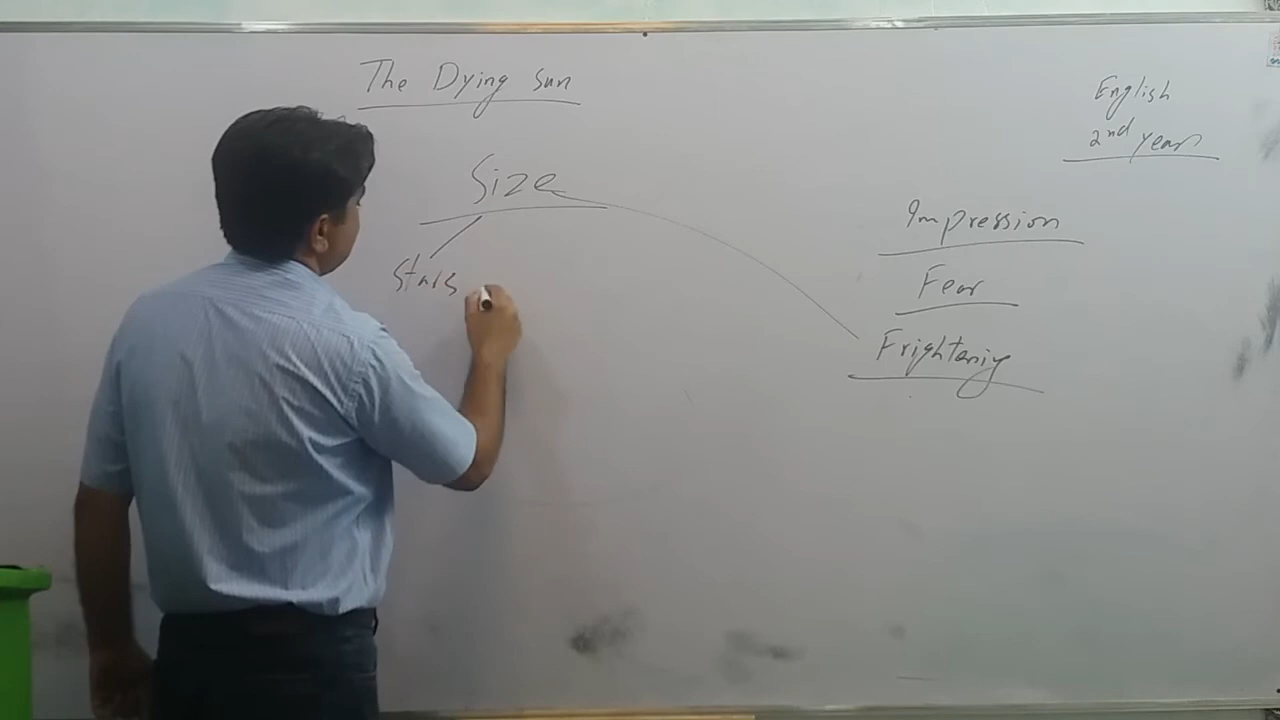 The Dying Sun
English
2nd year
Size
Stars
Impression
Fear
Frightening